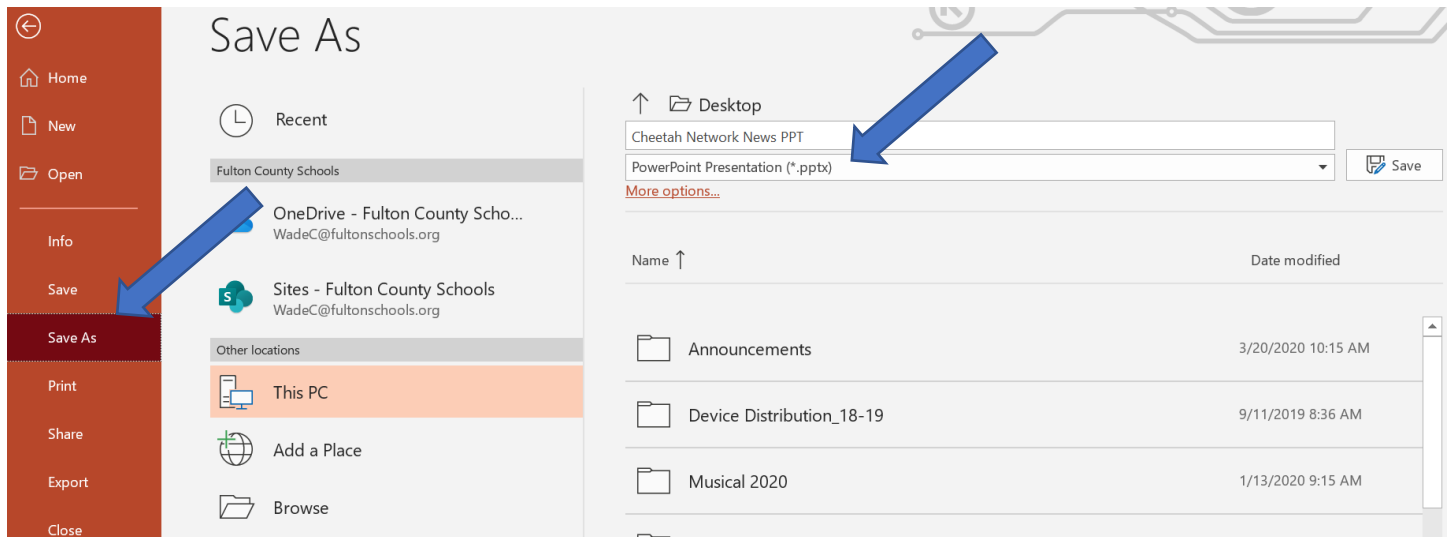 Save As
Home
New
Open
Info
Save
Save As
Print
Share
Export
Close
Recent
Fulton County Schools
OneDrive - Fulton County Scho...
WadeC@fultonschools.org
S
Sites - Fulton County Schools
WadeC@fultonschools.org
Other locations
This PC
Add a Place
Browse
Desktop
Cheetah Network News PPT
PowerPoint Presentation (*.pptx)
Save
More options...
Name
Date modified
Announcements
3/20/2020 10:15 AM
Device Distribution_18-19
9/11/2019 8:36 AM
Musical 2020
1/13/2020 9:15 AM